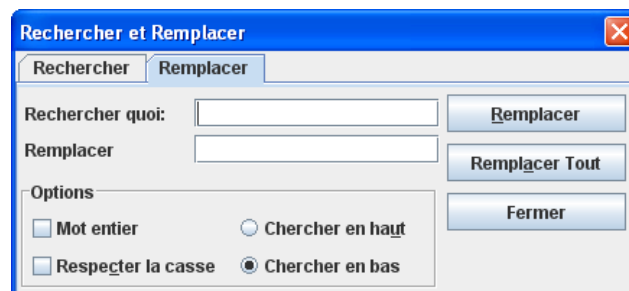 Rechercher et Remplacer
Rechercher Remplacer
Rechercher quoi: Remplacer
Remplacer Remplacer Tout
Options Fermer
Mot entier Chercher en haut
Respecter la casse Chercher en bas